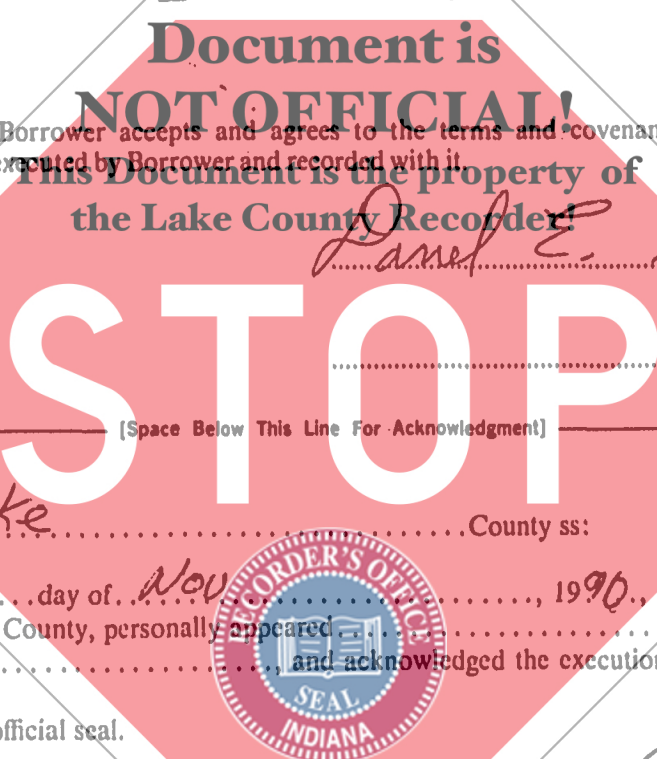 Document is
NOT OFFICIAL!
Borrower accepts and agrees to the terms and covenan
executed by Borrower and recorded with it.
This Document is the property of
the Lake County Recorder!
Darrel E.
STOP
[Space Below This Line For Acknowledgment]
ke County ss:
day of Nov, 1990,
County, personally appeared
, and acknowledged the execution
RECORDER'S OFFICE
SEAL
INDIANA
official seal.